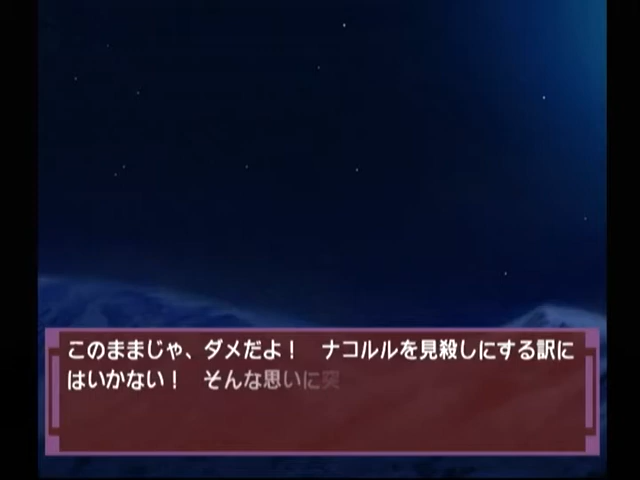 このままじゃ、ダメだよ！　ナコルルを見殺しにする訳に
はいかない！　そんな思いに突